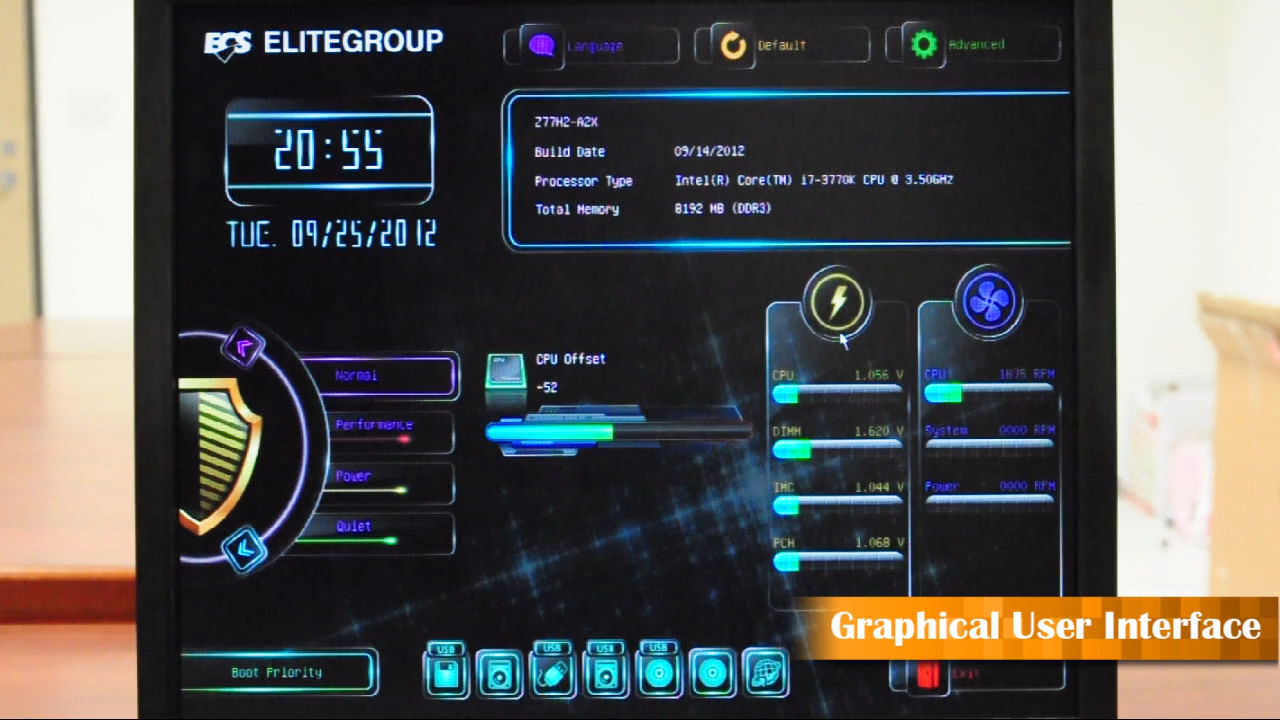 ECS ELITEGROUP
Language
Default
Advanced
20:55
TUE. 09/25/2012
Z77H2-A2X
Build Date 09/14/2012
Processor Type Intel(R) Core(TM) i7-3770K CPU @ 3.50GHz
Total Memory 8192 MB (DDR3)
Normal
Performance
Power
Quiet
CPU Offset
-52
CPU 1.056 V
DIMM 1.620 V
IMC 1.044 V
PCH 1.068 V
CPU 1875 RPM
System 0000 RPM
Power 0000 RPM
Graphical User Interface
Boot Priority
USB
USB
USB
USB
Exit